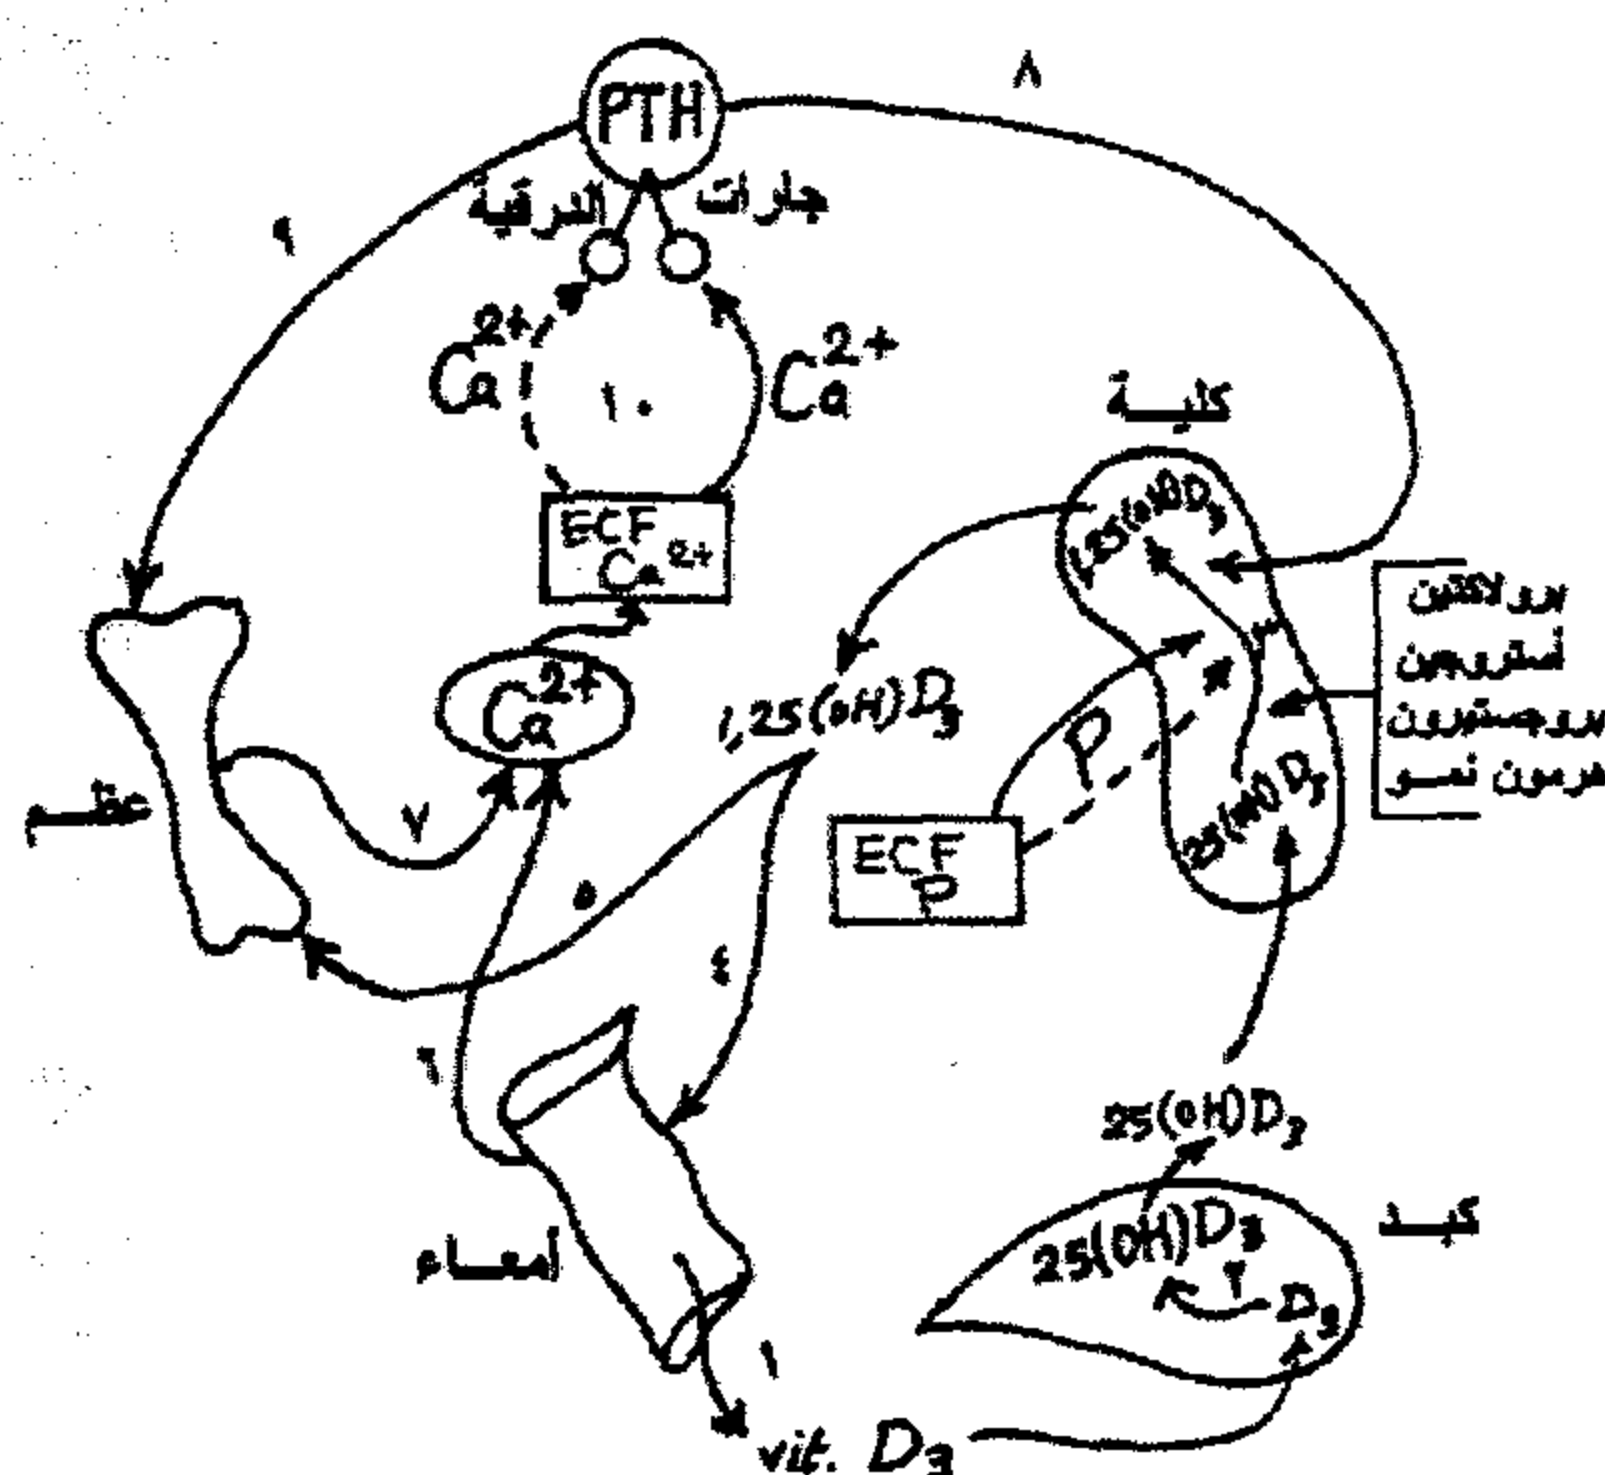 ٨
PTH
جارات الدرقية
٩
Ca2+
١٠
Ca2+
كلية
ECF
Ca2+
1,25(OH)D3
برولاكتين
أستروجين
بروجستيرون
هرمون نمو
٣
Ca2+
1,25(OH)D3
P
25(OH)D3
عظم
٧
ECF
P
٥
٤
٦
25(OH)D3
كبد
25(OH)D3
٢
D3
أمعاء
١
vit. D3